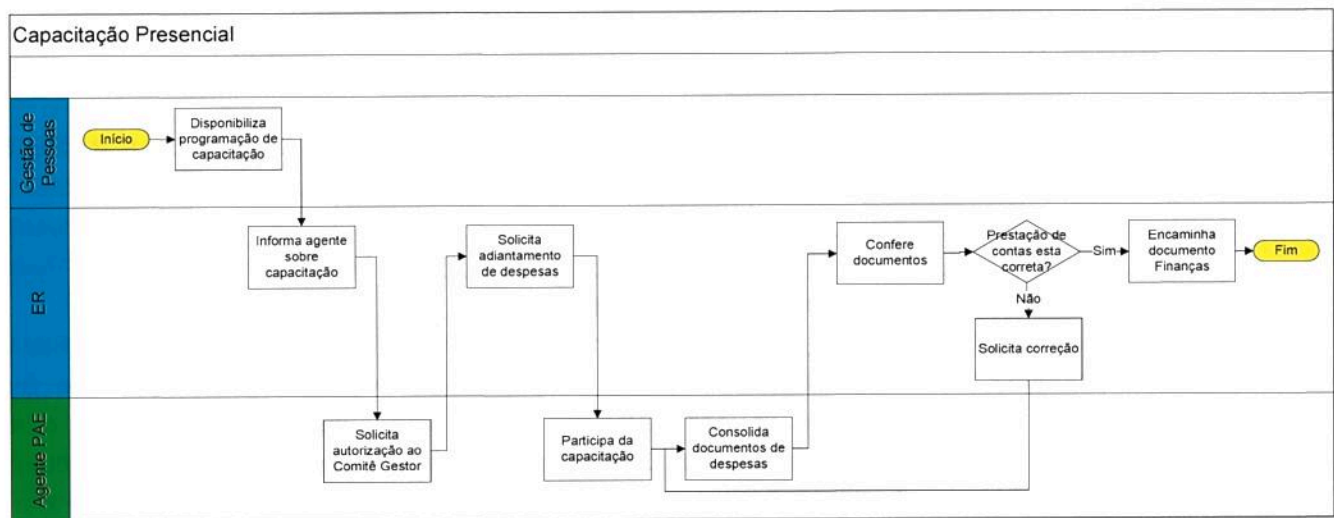 Capacitação Presencial
Gestão de
Pessoas
Início
Disponibiliza
programação de
capacitação
ER
Informa agente
sobre
capacitação
Solicita
adiantamento
de despesas
Confere
documentos
Prestação de
contas esta
correta?
Sim
Encaminha
documento
Finanças
Fim
Não
Solicita correção
Agente PAE
Solicita
autorização ao
Comitê Gestor
Participa da
capacitação
Consolida
documentos de
despesas